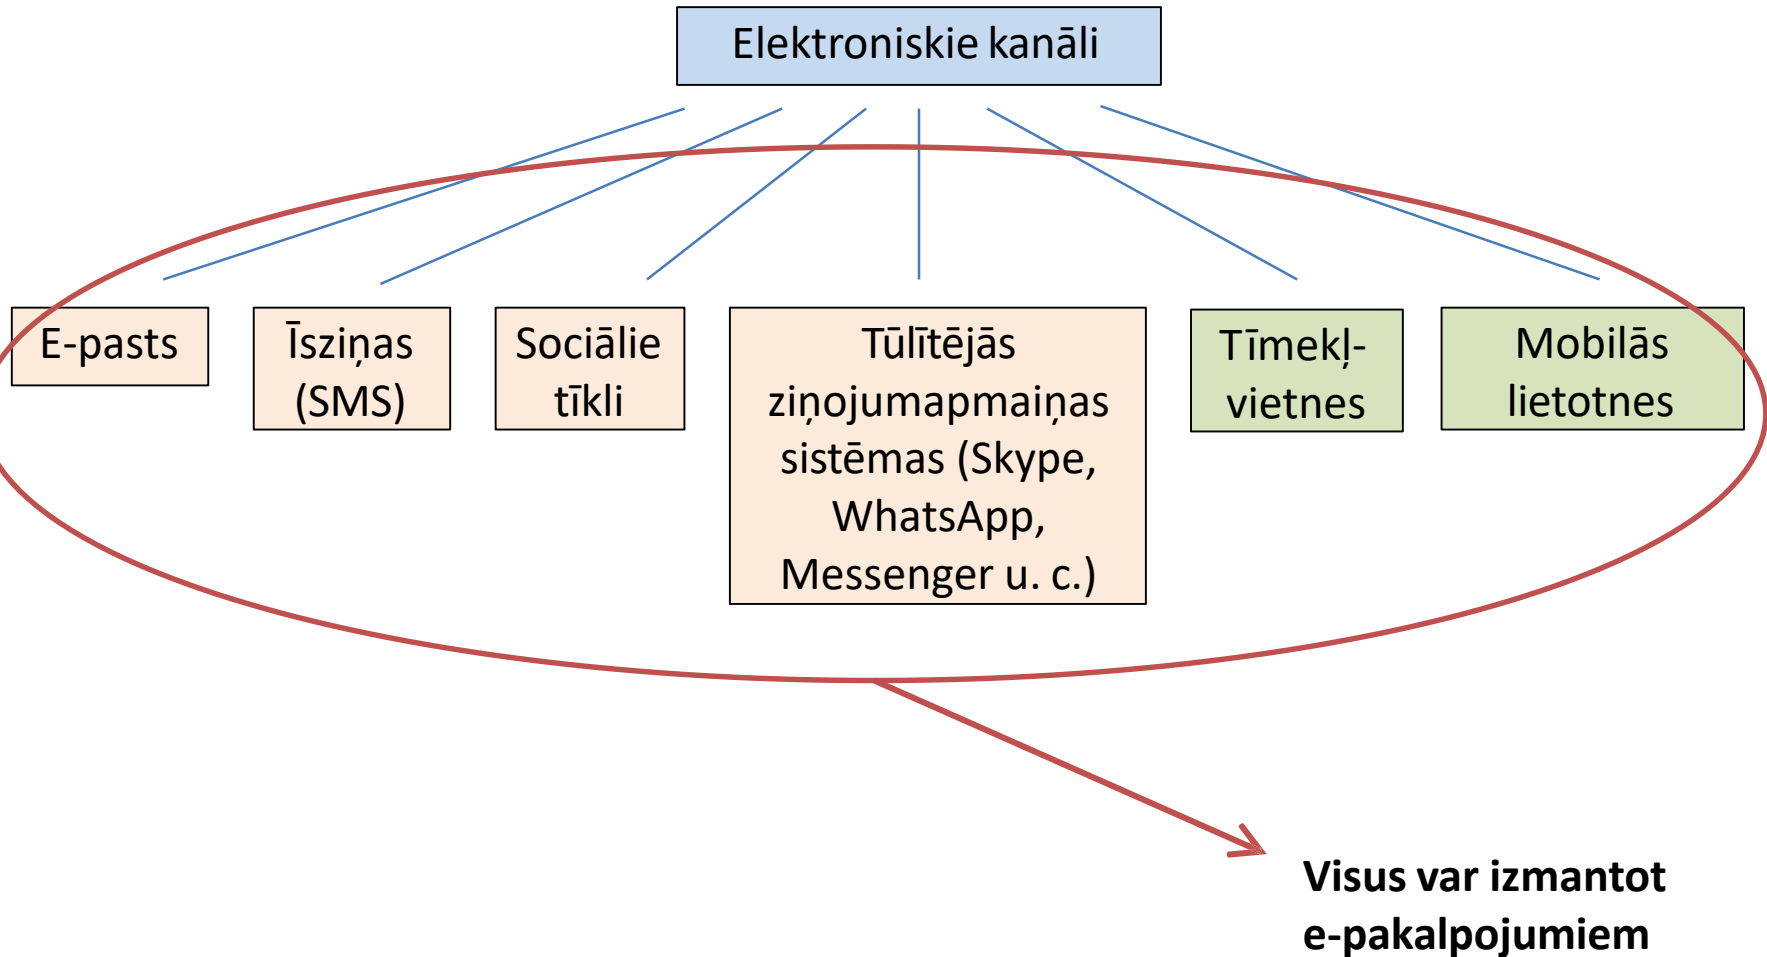 Elektroniskie kanāli
E-pasts
Īsziņas
(SMS)
Sociālie
tīkli
Tūlītējās
ziņojumapmaiņas
sistēmas (Skype,
WhatsApp,
Messenger u. c.)
Tīmekļ-
vietnes
Mobilās
lietotnes
Visus var izmantot
e-pakalpojumiem